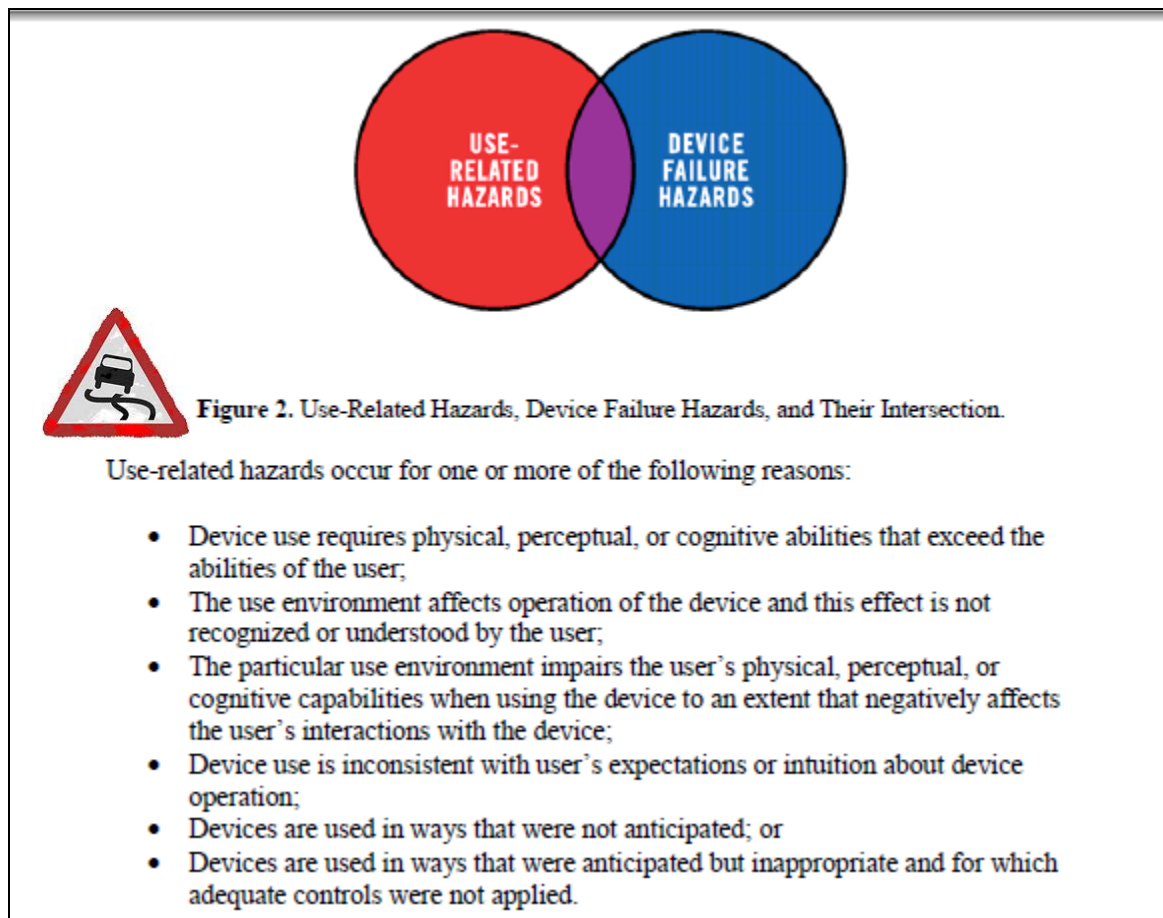 USE-
RELATED
HAZARDS
DEVICE
FAILURE
HAZARDS
Figure 2. Use-Related Hazards, Device Failure Hazards, and Their Intersection.
Use-related hazards occur for one or more of the following reasons:
• Device use requires physical, perceptual, or cognitive abilities that exceed the
abilities of the user;
• The use environment affects operation of the device and this effect is not
recognized or understood by the user;
• The particular use environment impairs the user's physical, perceptual, or
cognitive capabilities when using the device to an extent that negatively affects
the user's interactions with the device;
• Device use is inconsistent with user's expectations or intuition about device
operation;
• Devices are used in ways that were not anticipated; or
• Devices are used in ways that were anticipated but inappropriate and for which
adequate controls were not applied.